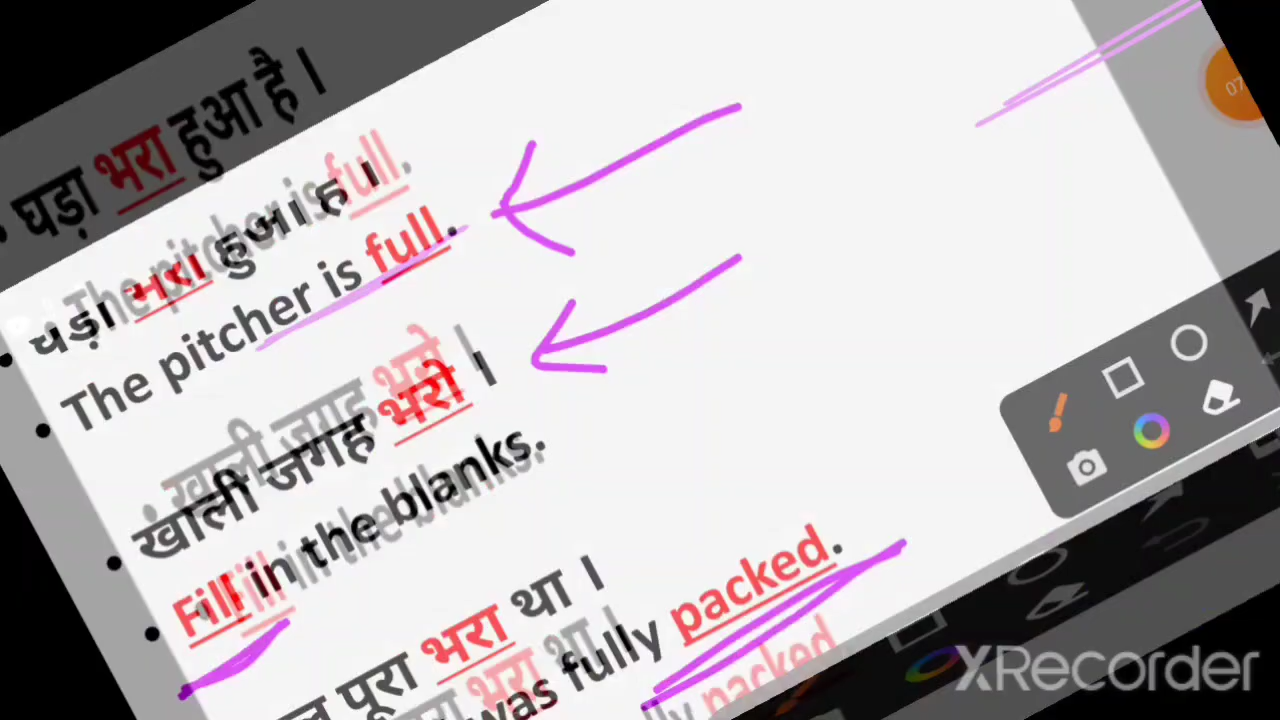 • घड़ा भरा हुआ है ।
• घड़ा भरा हुआ है ।
• The pitcher is full.
• खाली जगह भरो ।
• Fill in the blanks.
पूरा भरा था ।
was fully packed.
07
XRecorder